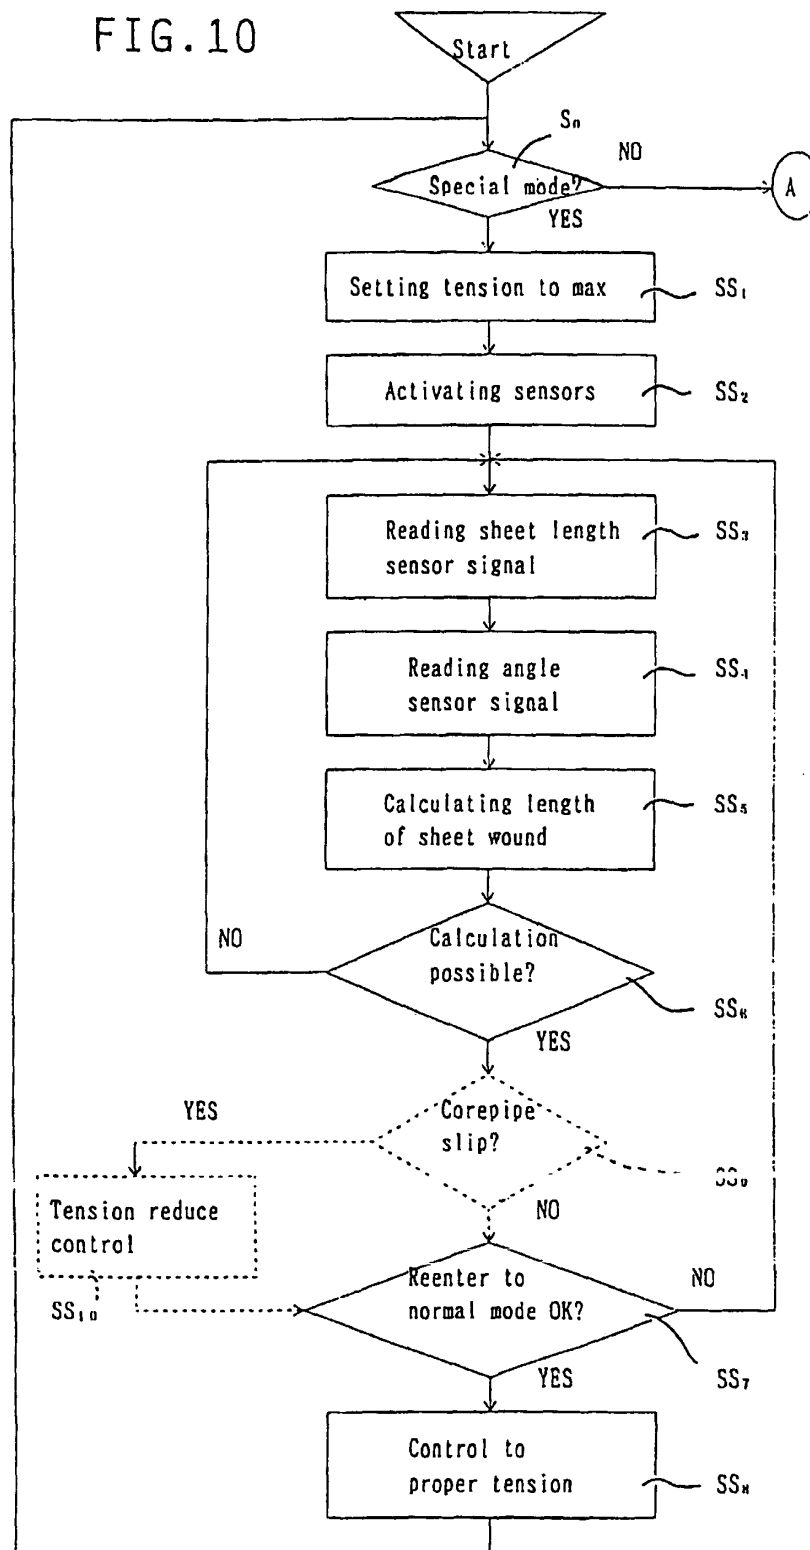 FIG.10
Start
Sn
NO
Special mode?
A
YES
Setting tension to max
SS1
Activating sensors
SS2
Reading sheet length
sensor signal
SS3
Reading angle
sensor signal
SS4
Calculating length
of sheet wound
SS5
NO
Calculation
possible?
SS6
YES
YES
Corepipe
slip?
SS9
Tension reduce
control
NO
SS10
Reenter to
normal mode OK?
NO
YES
SS7
Control to
proper tension
SS8